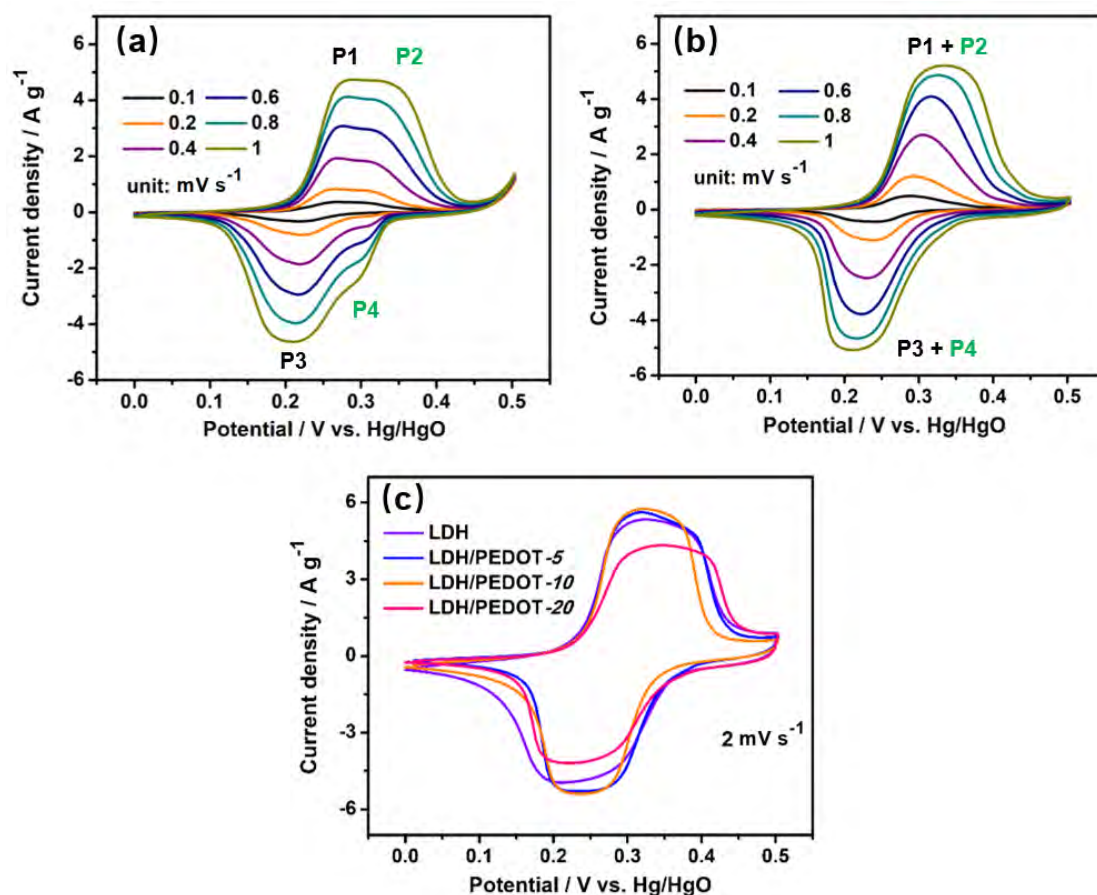 (a)
P1 P2
0.1 0.6
0.2 0.8
0.4 1
unit: mV s⁻¹
P3
P4
6
4
2
0
-2
-4
-6
Current density / A g⁻¹
0.0 0.1 0.2 0.3 0.4 0.5
Potential / V vs. Hg/HgO
(b)
P1 + P2
0.1 0.6
0.2 0.8
0.4 1
unit: mV s⁻¹
P3 + P4
6
4
2
0
-2
-4
-6
Current density / A g⁻¹
0.0 0.1 0.2 0.3 0.4 0.5
Potential / V vs. Hg/HgO
(c)
LDH
LDH/PEDOT-5
LDH/PEDOT-10
LDH/PEDOT-20
2 mV s⁻¹
6
3
0
-3
-6
Current density / A g⁻¹
0.0 0.1 0.2 0.3 0.4 0.5
Potential / V vs. Hg/HgO